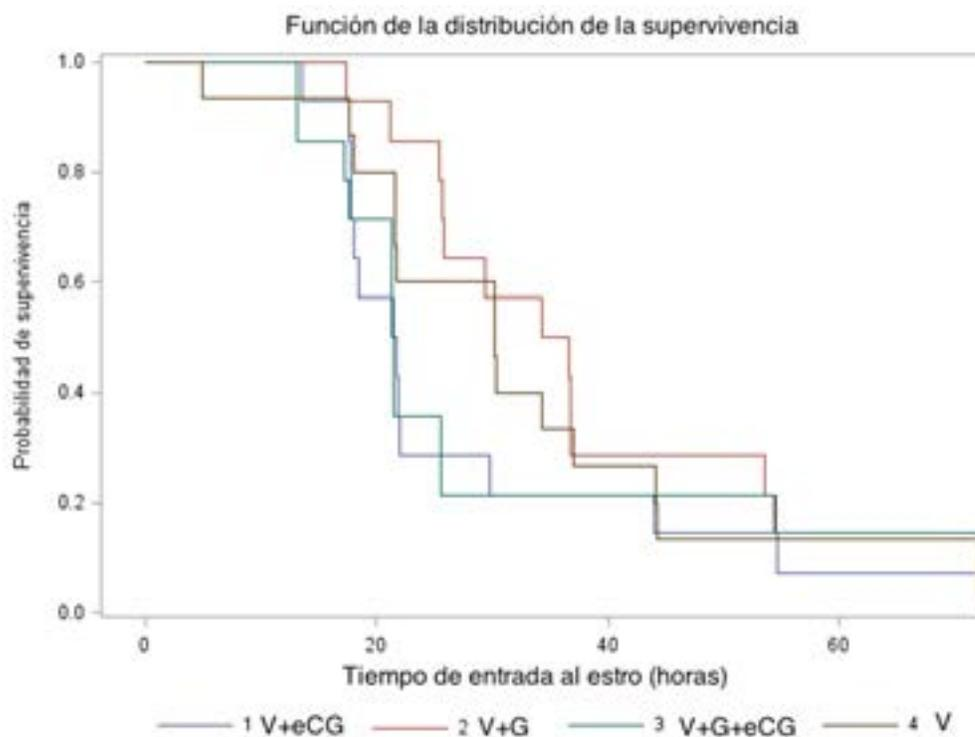 Función de la distribución de la supervivencia
1.0
0.8
0.6
0.4
0.2
0.0
Probabilidad de supervivencia
0 20 40 60
Tiempo de entrada al estro (horas)
1 V+eCG 2 V+G 3 V+G+eCG 4 V